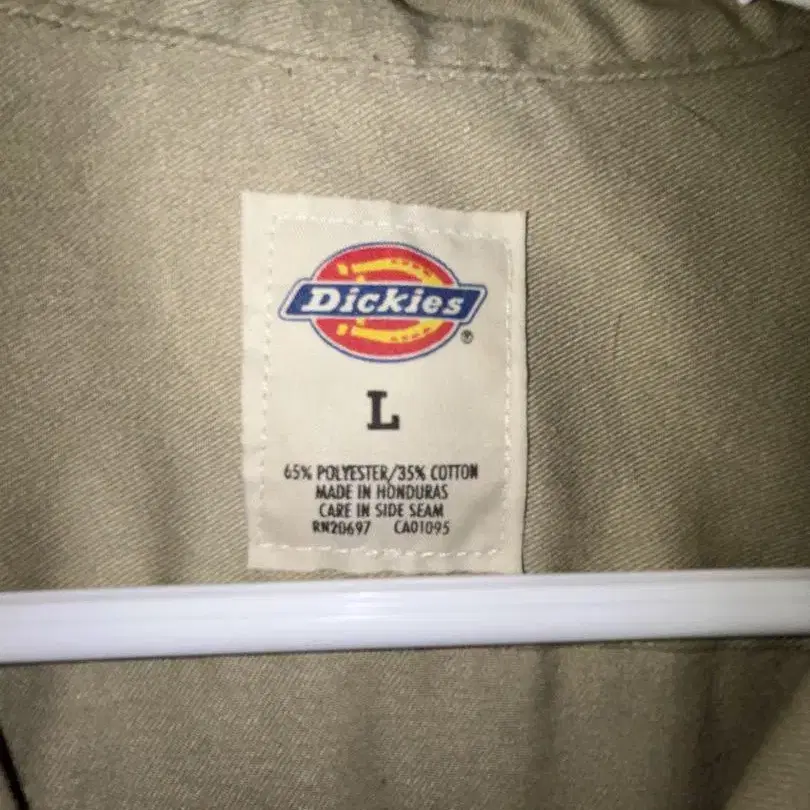 Dickies
®
L
65% POLYESTER/35% COTTON
MADE IN HONDURAS
CARE IN SIDE SEAM
RN20697 CA01095